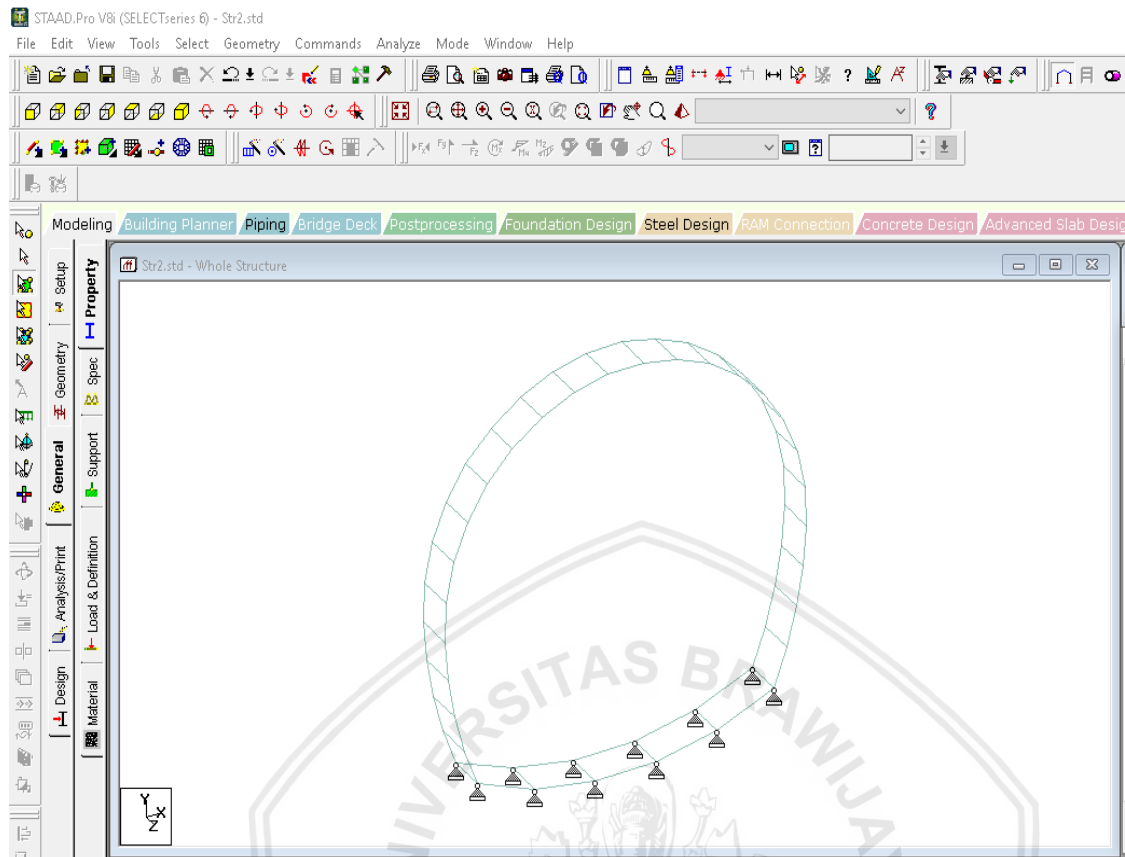 STAAD.Pro V8i (SELECTseries 6) - Str2.std
File Edit View Tools Select Geometry Commands Analyze Mode Window Help
Modeling Building Planner Piping Bridge Deck Postprocessing Foundation Design Steel Design RAM Connection Concrete Design Advanced Slab Desig
Str2.std - Whole Structure
Setup
Geometry
General
Analysis/Print
Design
Property
Spec
Support
Load & Definition
Material
VERSITAS BRAWIJA
Y
X
Z